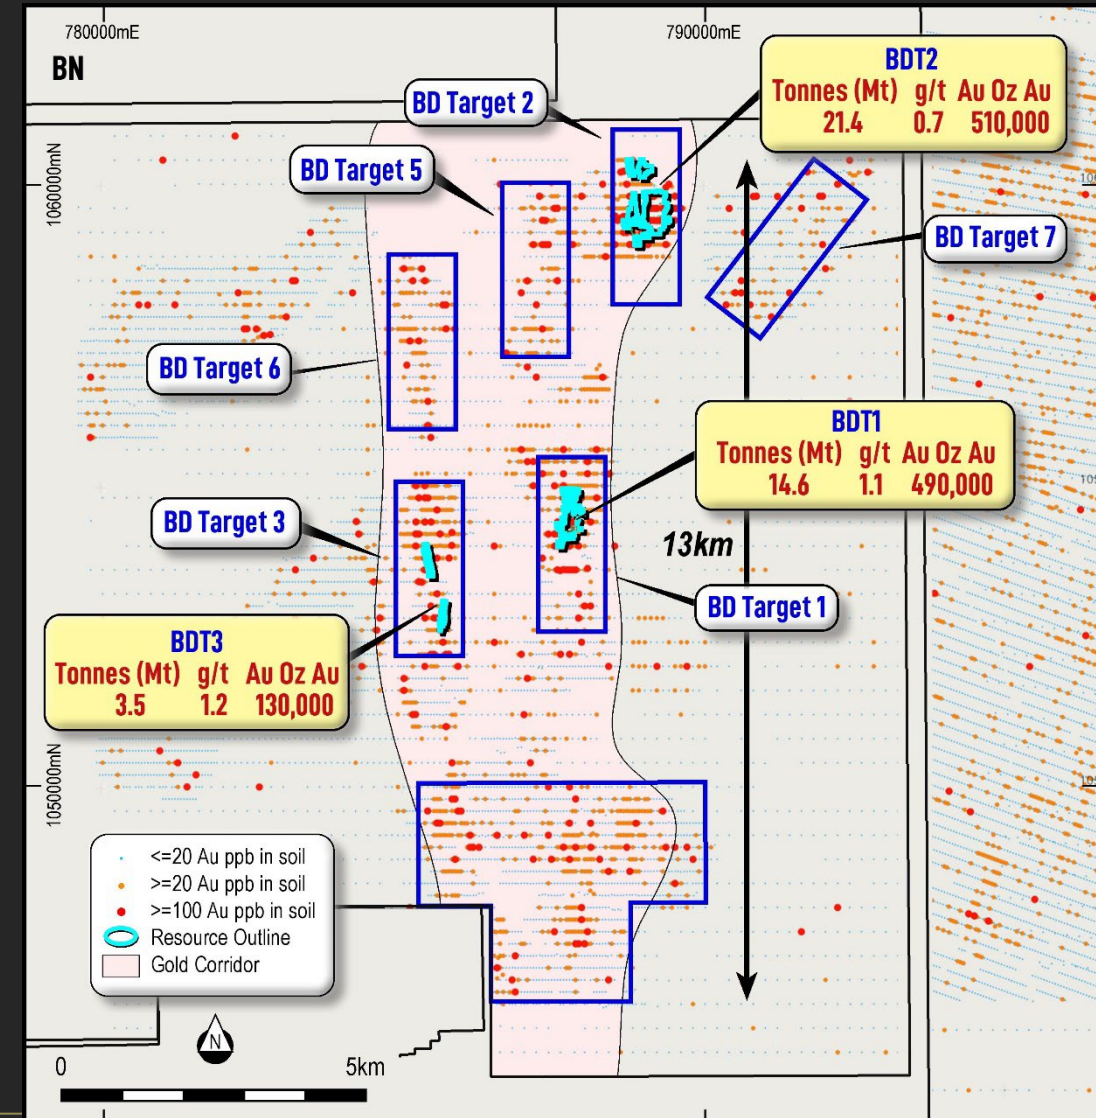 780000mE
790000mE
BN
BD Target 2
BDT2
Tonnes (Mt) g/t Au Oz Au
21.4 0.7 510,000
BD Target 5
1060000mN
BD Target 7
BD Target 6
BDT1
Tonnes (Mt) g/t Au Oz Au
14.6 1.1 490,000
BD Target 3
13km
BD Target 1
BDT3
Tonnes (Mt) g/t Au Oz Au
3.5 1.2 130,000
1050000mN
<=20 Au ppb in soil
>=20 Au ppb in soil
>=100 Au ppb in soil
Resource Outline
Gold Corridor
N
0 5km